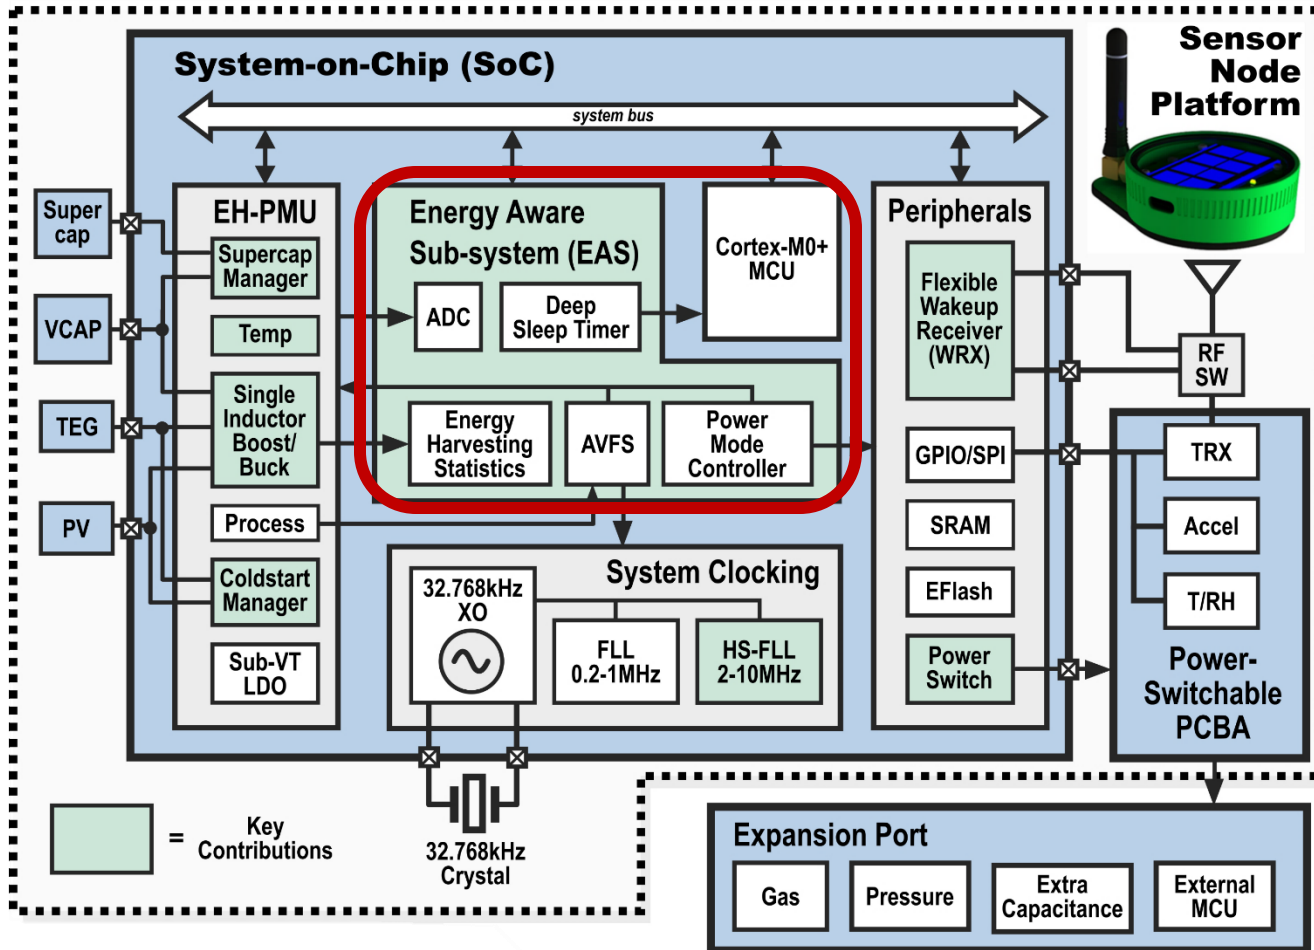 System-on-Chip (SoC)
Sensor
Node
Platform
system bus
Super
cap
VCAP
TEG
PV
EH-PMU
Supercap
Manager
Temp
Single
Inductor
Boost/
Buck
Process
Coldstart
Manager
Sub-VT
LDO
Energy Aware
Sub-system (EAS)
ADC
Deep
Sleep Timer
Cortex-M0+
MCU
Energy
Harvesting
Statistics
AVFS
Power
Mode
Controller
System Clocking
32.768kHz
XO
FLL
0.2-1MHz
HS-FLL
2-10MHz
Peripherals
Flexible
Wakeup
Receiver
(WRX)
GPIO/SPI
SRAM
EFlash
Power
Switch
RF
SW
TRX
Accel
T/RH
Power-
Switchable
PCBA
32.768kHz
Crystal
= Key
Contributions
Expansion Port
Gas
Pressure
Extra
Capacitance
External
MCU